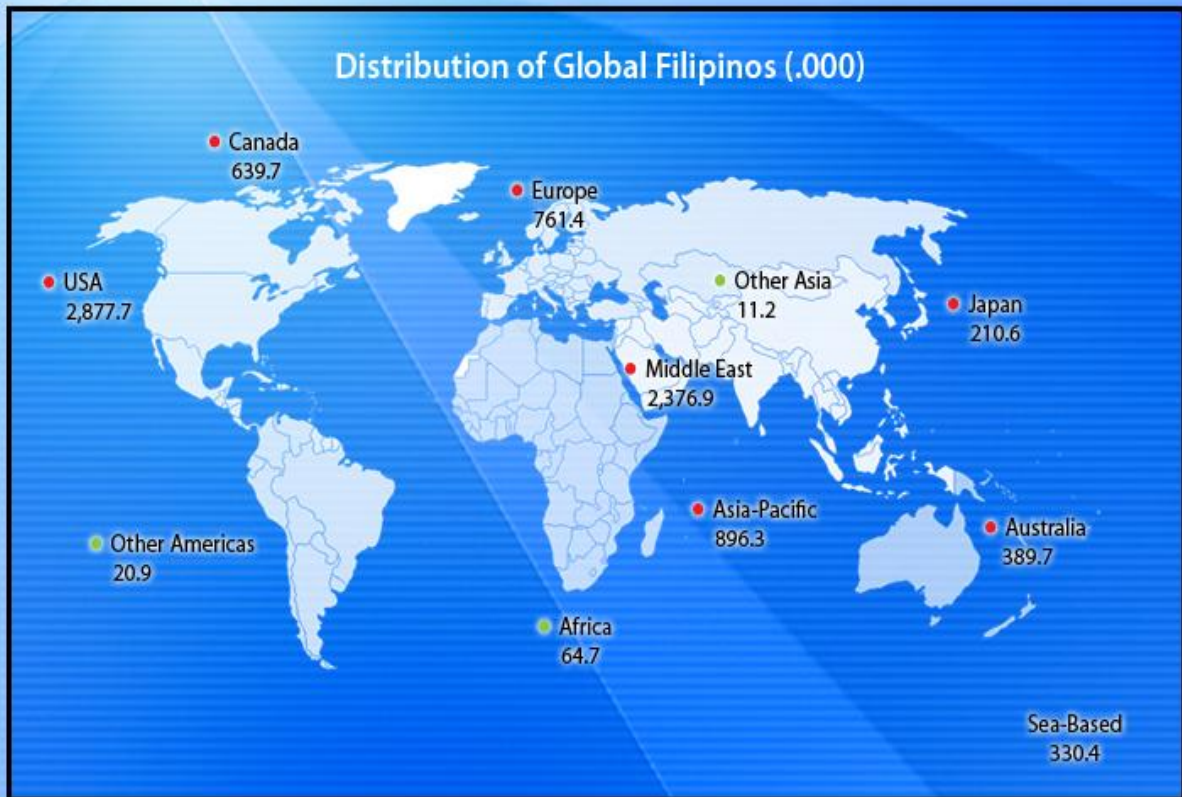 Distribution of Global Filipinos (.000)
Canada
639.7
Europe
761.4
USA
2,877.7
Other Asia
11.2
Japan
210.6
Middle East
2,376.9
Asia-Pacific
896.3
Australia
389.7
Other Americas
20.9
Africa
64.7
Sea-Based
330.4